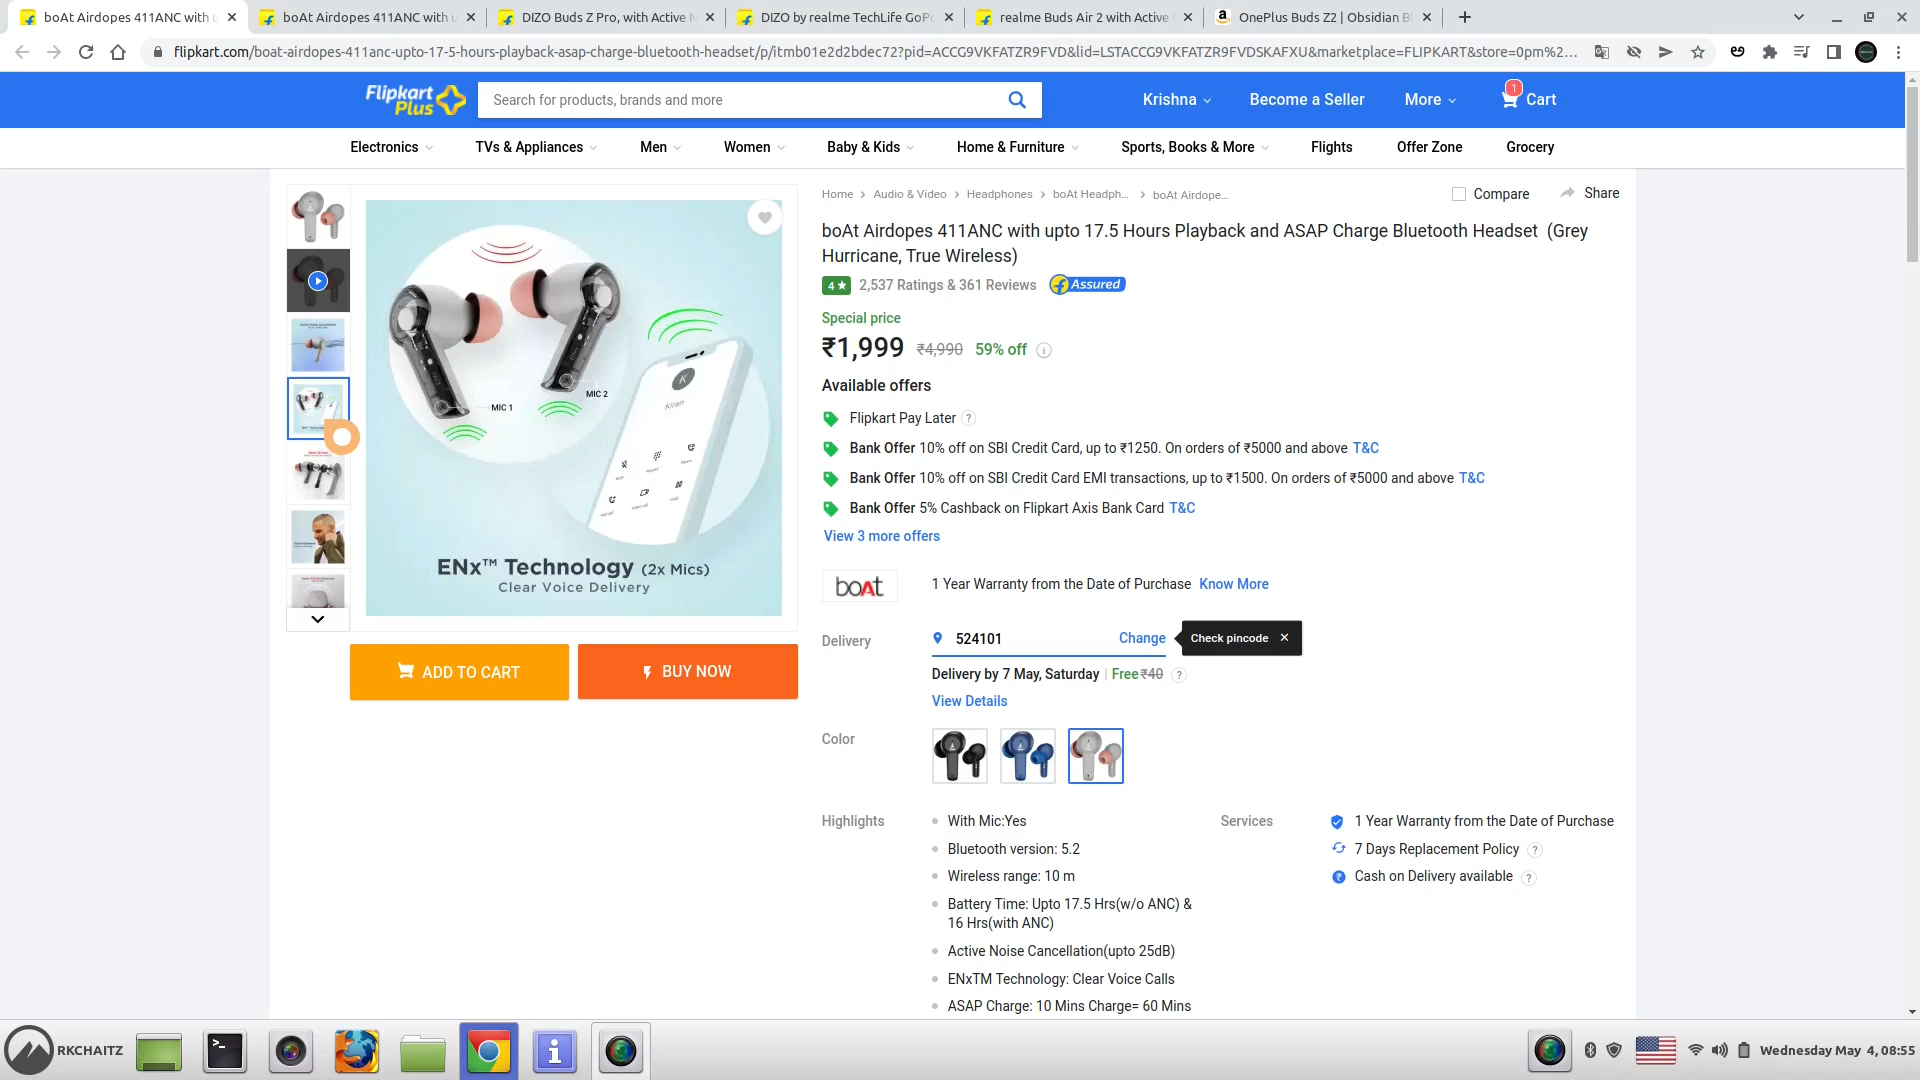 boAt Airdopes 411ANC with u
boAt Airdopes 411ANC with u
DIZO Buds Z Pro, with Active N
DIZO by realme TechLife GoPo
realme Buds Air 2 with Active
OnePlus Buds Z2 | Obsidian Bl
flipkart.com/boat-airdopes-411anc-upto-17-5-hours-playback-asap-charge-bluetooth-headset/p/itmb01e2d2bdec72?pid=ACCG9VKFATZR9FVD&lid=LSTACCG9VKFATZR9FVDSKAFXU&marketplace=FLIPKART&store=0pm%2...
Flipkart
Plus
Search for products, brands and more
Krishna
Become a Seller
More
1
Cart
Electronics
TVs & Appliances
Men
Women
Baby & Kids
Home & Furniture
Sports, Books & More
Flights
Offer Zone
Grocery
Home
Audio & Video
Headphones
boAt Headph...
boAt Airdope...
Compare
Share
boAt Airdopes 411ANC with upto 17.5 Hours Playback and ASAP Charge Bluetooth Headset (Grey
Hurricane, True Wireless)
4 ★
2,537 Ratings & 361 Reviews
Assured
Special price
₹1,999 ₹4,990 59% off
Available offers
Flipkart Pay Later ?
Bank Offer 10% off on SBI Credit Card, up to ₹1250. On orders of ₹5000 and above T&C
Bank Offer 10% off on SBI Credit Card EMI transactions, up to ₹1500. On orders of ₹5000 and above T&C
Bank Offer 5% Cashback on Flipkart Axis Bank Card T&C
View 3 more offers
K
Kiran
MIC 1
MIC 2
ENx™ Technology (2x Mics)
Clear Voice Delivery
boAt
1 Year Warranty from the Date of Purchase Know More
Delivery
524101
Change
Check pincode
Delivery by 7 May, Saturday | Free ₹40 ?
View Details
ADD TO CART
BUY NOW
Color
Highlights
With Mic:Yes
Bluetooth version: 5.2
Wireless range: 10 m
Battery Time: Upto 17.5 Hrs(w/o ANC) &
16 Hrs(with ANC)
Active Noise Cancellation(upto 25dB)
ENxTM Technology: Clear Voice Calls
ASAP Charge: 10 Mins Charge= 60 Mins
Services
1 Year Warranty from the Date of Purchase
7 Days Replacement Policy ?
Cash on Delivery available ?
RKCHAITZ
Wednesday May 4, 08:55